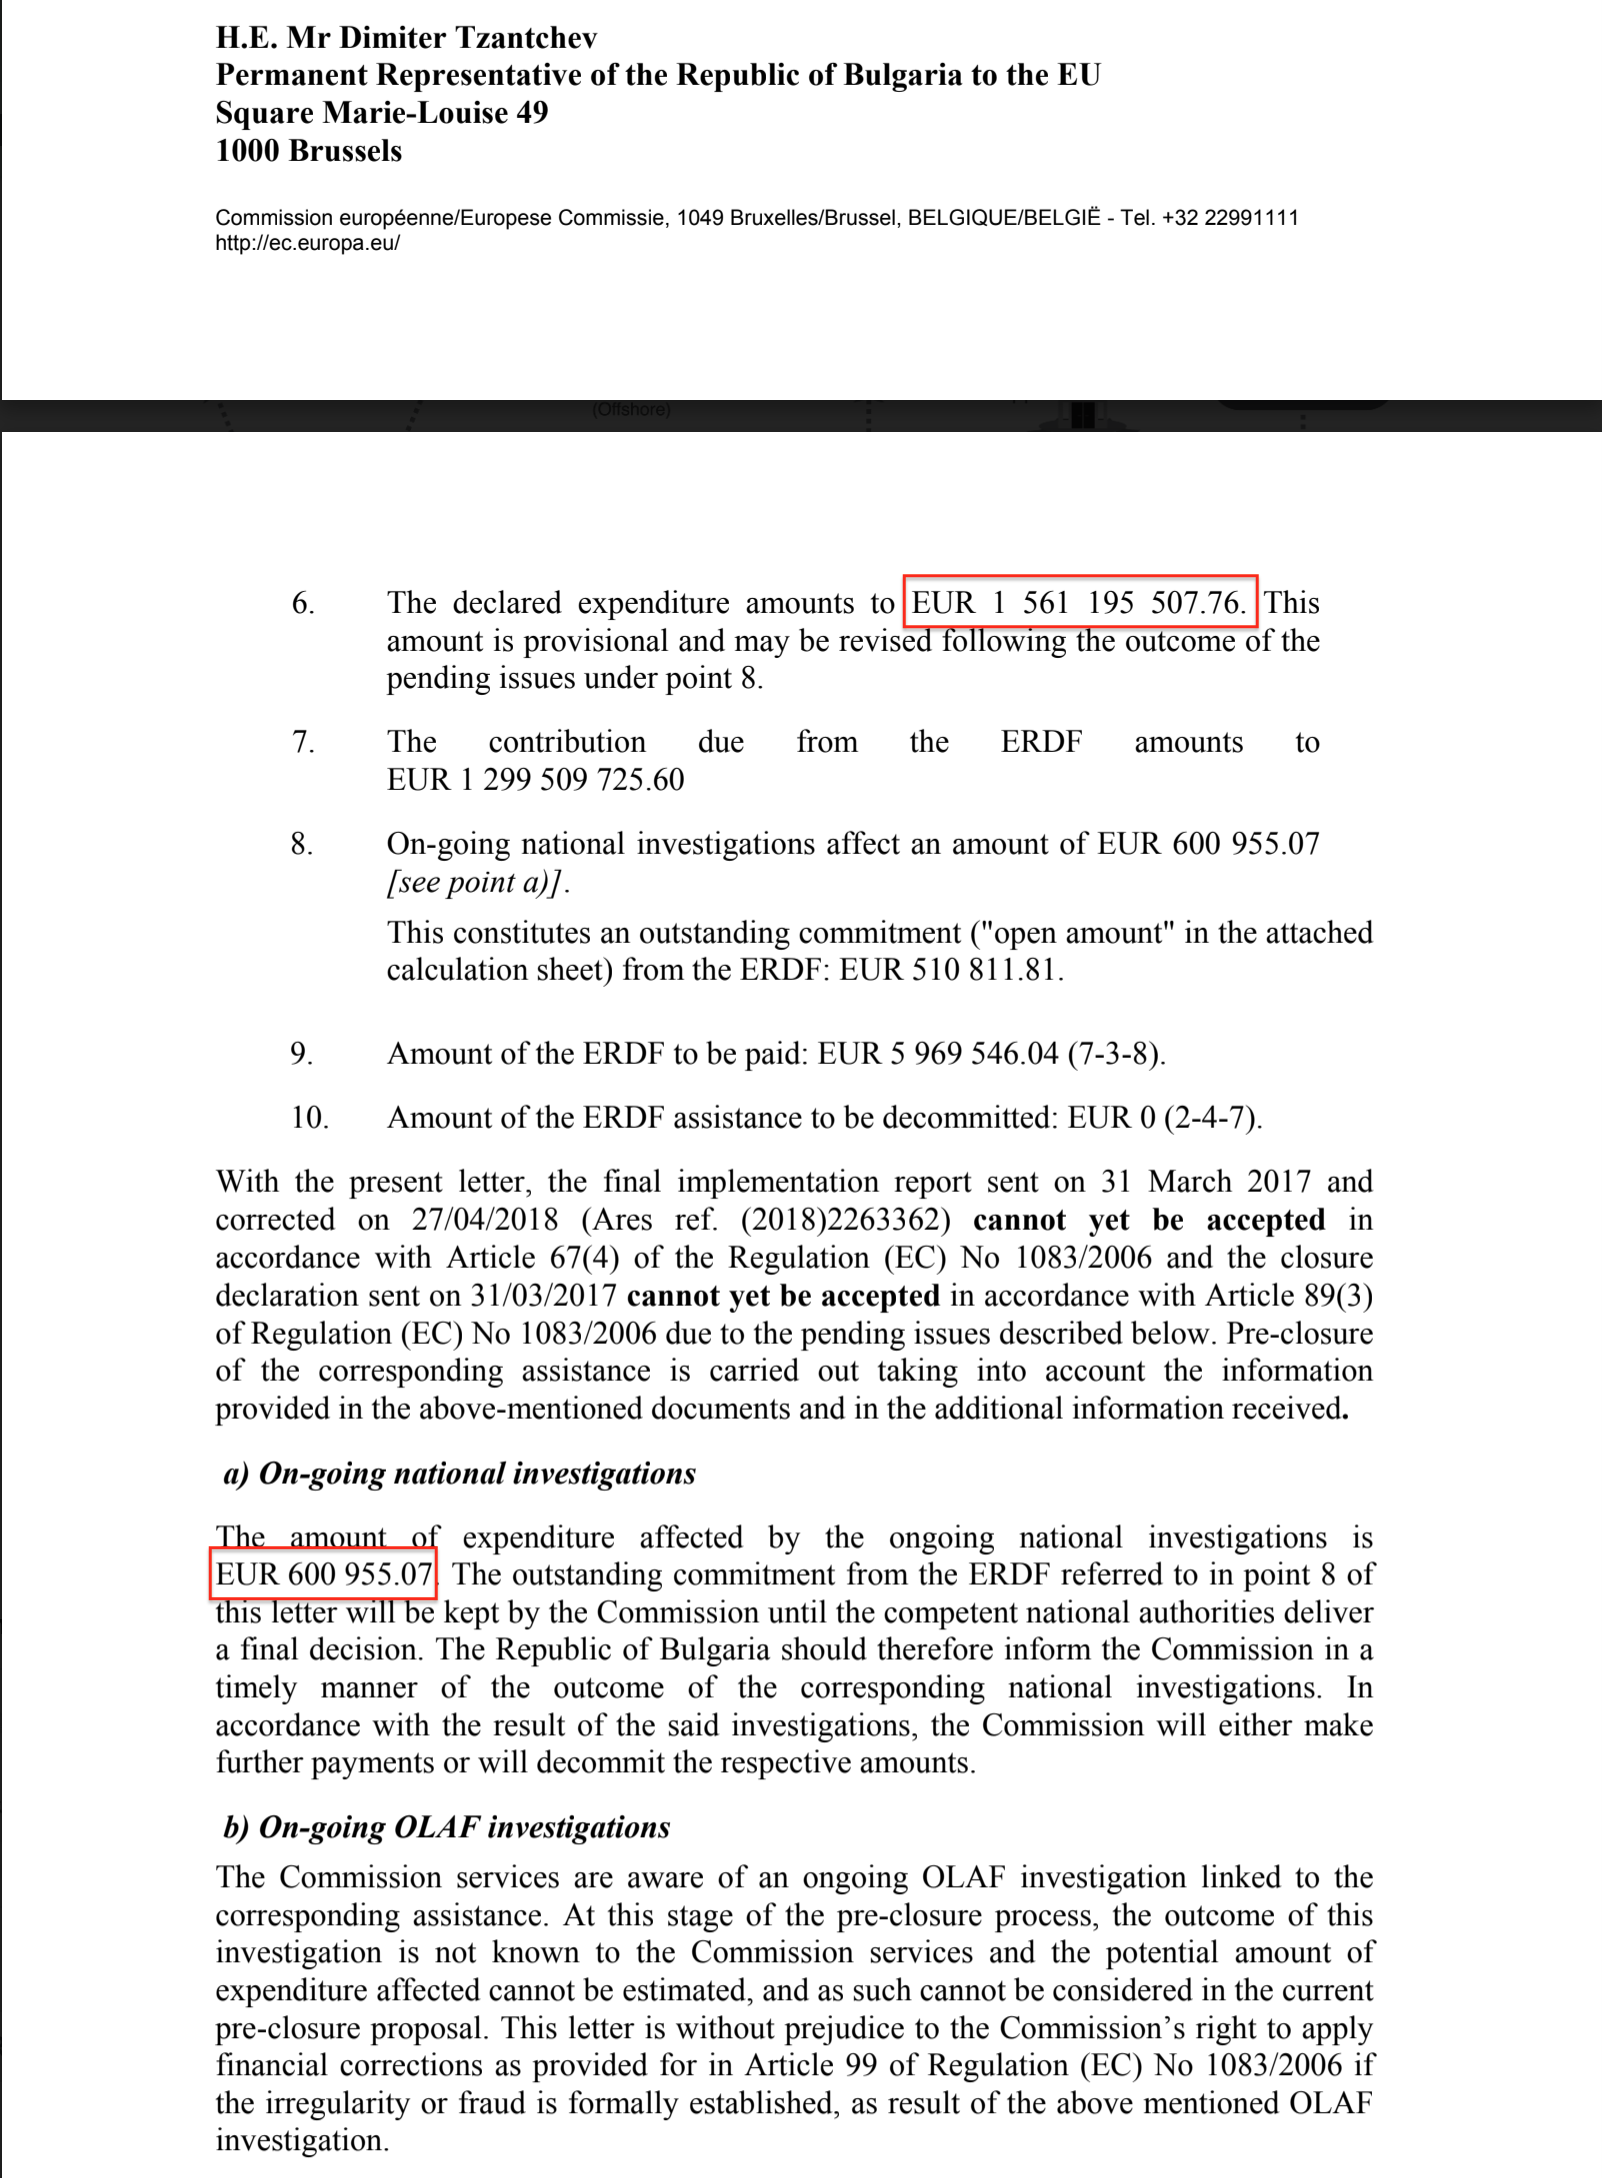 H.E. Mr Dimiter Tzantchev
Permanent Representative of the Republic of Bulgaria to the EU
Square Marie-Louise 49
1000 Brussels
Commission européenne/Europese Commissie, 1049 Bruxelles/Brussel, BELGIQUE/BELGIË - Tel. +32 22991111
http://ec.europa.eu/
(Offshore)
6. The declared expenditure amounts to EUR 1 561 195 507.76. This
amount is provisional and may be revised following the outcome of the
pending issues under point 8.
7. The contribution due from the ERDF amounts to
EUR 1 299 509 725.60
8. On-going national investigations affect an amount of EUR 600 955.07
[see point a)].
This constitutes an outstanding commitment ("open amount" in the attached
calculation sheet) from the ERDF: EUR 510 811.81.
9. Amount of the ERDF to be paid: EUR 5 969 546.04 (7-3-8).
10. Amount of the ERDF assistance to be decommitted: EUR 0 (2-4-7).
With the present letter, the final implementation report sent on 31 March 2017 and
corrected on 27/04/2018 (Ares ref. (2018)2263362) cannot yet be accepted in
accordance with Article 67(4) of the Regulation (EC) No 1083/2006 and the closure
declaration sent on 31/03/2017 cannot yet be accepted in accordance with Article 89(3)
of Regulation (EC) No 1083/2006 due to the pending issues described below. Pre-closure
of the corresponding assistance is carried out taking into account the information
provided in the above-mentioned documents and in the additional information received.
a) On-going national investigations
The amount of expenditure affected by the ongoing national investigations is
EUR 600 955.07. The outstanding commitment from the ERDF referred to in point 8 of
this letter will be kept by the Commission until the competent national authorities deliver
a final decision. The Republic of Bulgaria should therefore inform the Commission in a
timely manner of the outcome of the corresponding national investigations. In
accordance with the result of the said investigations, the Commission will either make
further payments or will decommit the respective amounts.
b) On-going OLAF investigations
The Commission services are aware of an ongoing OLAF investigation linked to the
corresponding assistance. At this stage of the pre-closure process, the outcome of this
investigation is not known to the Commission services and the potential amount of
expenditure affected cannot be estimated, and as such cannot be considered in the current
pre-closure proposal. This letter is without prejudice to the Commission’s right to apply
financial corrections as provided for in Article 99 of Regulation (EC) No 1083/2006 if
the irregularity or fraud is formally established, as result of the above mentioned OLAF
investigation.